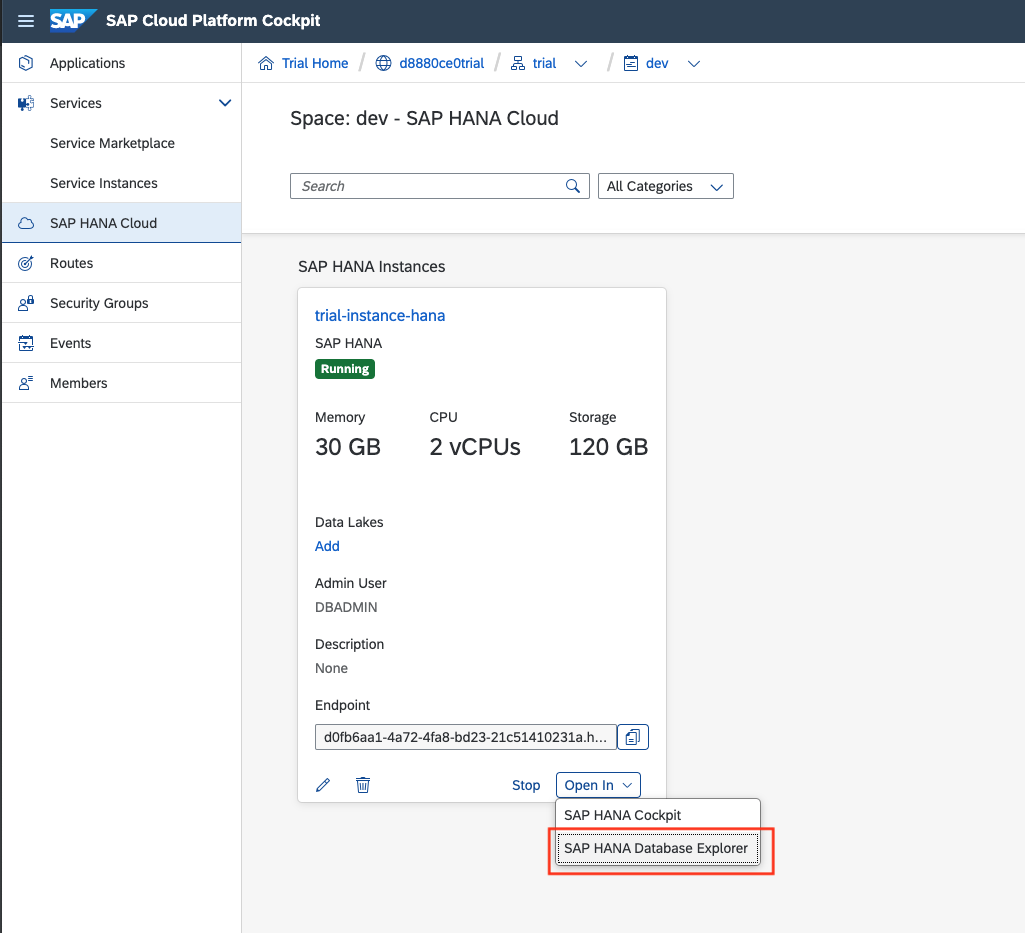 SAP SAP Cloud Platform Cockpit
Applications
Services
Service Marketplace
Service Instances
SAP HANA Cloud
Routes
Security Groups
Events
Members
Trial Home / d8880ce0trial / trial / dev
Space: dev - SAP HANA Cloud
Search
All Categories
SAP HANA Instances
trial-instance-hana
SAP HANA
Running
Memory CPU Storage
30 GB 2 vCPUs 120 GB
Data Lakes
Add
Admin User
DBADMIN
Description
None
Endpoint
d0fb6aa1-4a72-4fa8-bd23-21c51410231a.h...
Stop Open In
SAP HANA Cockpit
SAP HANA Database Explorer